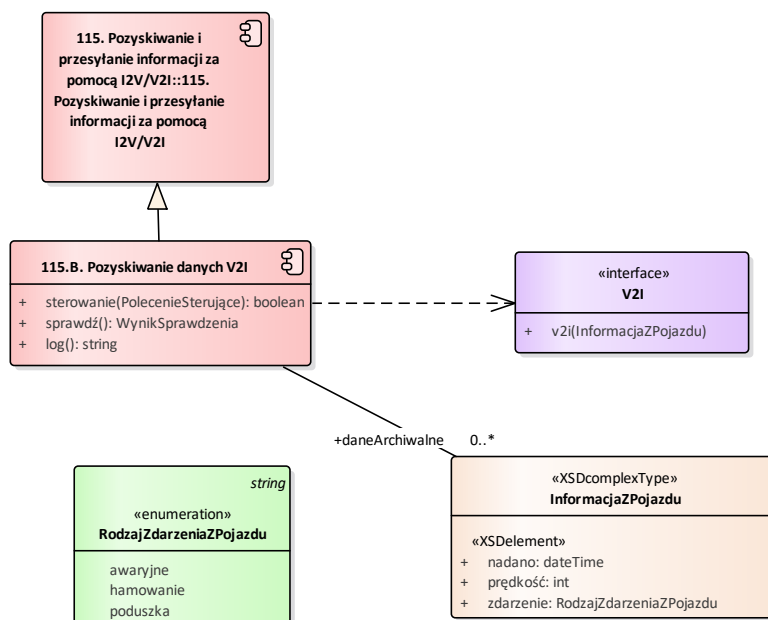 115. Pozyskiwanie i
przesyłanie informacji za
pomocą I2V/V2I::115.
Pozyskiwanie i przesyłanie
informacji za pomocą
I2V/V2I
115.B. Pozyskiwanie danych V2I
+ sterowanie(PolecenieSterujące): boolean
+ sprawdź(): WynikSprawdzenia
+ log(): string
«interface»
V2I
+ v2i(InformacjaZPojazdu)
+daneArchiwalne 0..*
string
«enumeration»
RodzajZdarzeniaZPojazdu
awaryjne
hamowanie
poduszka
«XSDcomplexType»
InformacjaZPojazdu
«XSDelement»
+ nadano: dateTime
+ prędkość: int
+ zdarzenie: RodzajZdarzeniaZPojazdu